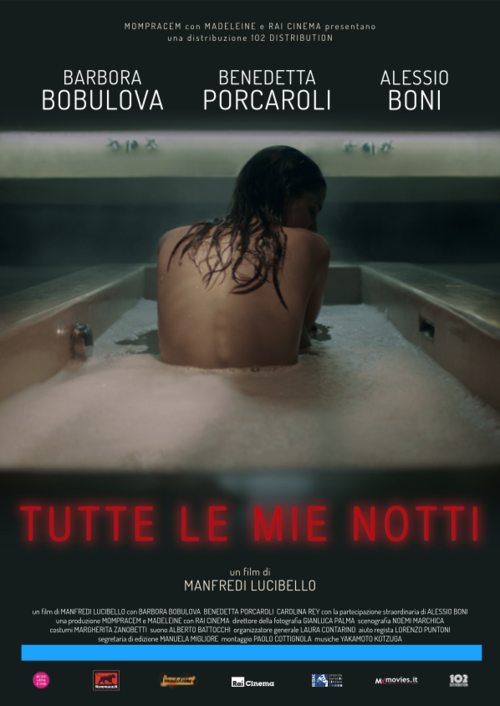 MOMPRACEM con MADELEINE e RAI CINEMA presentano
una distribuzione 102 DISTRIBUTION
BARBORA BENEDETTA ALESSIO
BOBULOVA PORCAROLI BONI
TUTTE LE MIE NOTTI
un film di
MANFREDI LUCIBELLO
un film di MANFREDI LUCIBELLO con BARBORA BOBULOVA BENEDETTA PORCAROLI CAROLINA REY con la partecipazione straordinaria di ALESSIO BONI
una produzione MOMPRACEM e MADELEINE con RAI CINEMA direttore della fotografia GIANLUCA PALMA scenografia NOEMI MARCHICA
costumi MARGHERITA ZANOBETTI suono ALBERTO BATTOCCHI organizzatore generale LAURA CONTARINO aiuto regista LORENZO PUNTONI
segretaria di edizione MANUELA MIGLIORE montaggio PAOLO COTTIGNOLA musiche YAKAMOTO KOTZUGA
Rai Cinema Mymovies.it 102